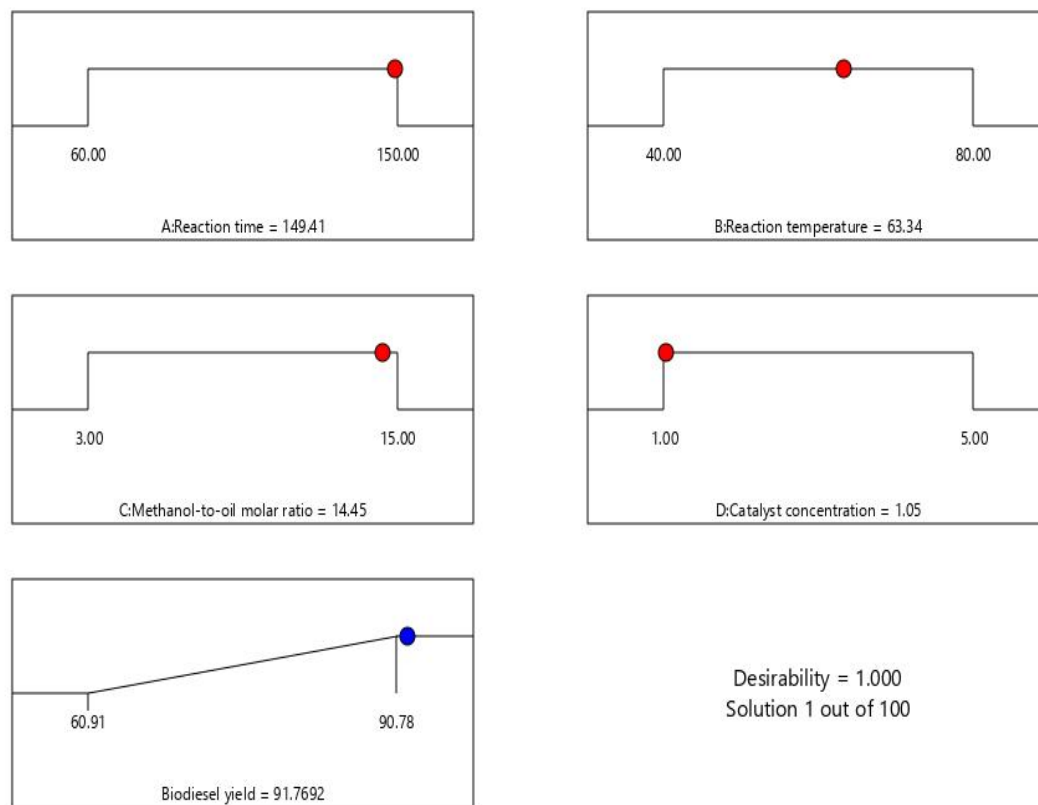 60.00 150.00
A:Reaction time = 149.41
40.00 80.00
B:Reaction temperature = 63.34
3.00 15.00
C:Methanol-to-oil molar ratio = 14.45
1.00 5.00
D:Catalyst concentration = 1.05
60.91 90.78
Biodiesel yield = 91.7692
Desirability = 1.000
Solution 1 out of 100